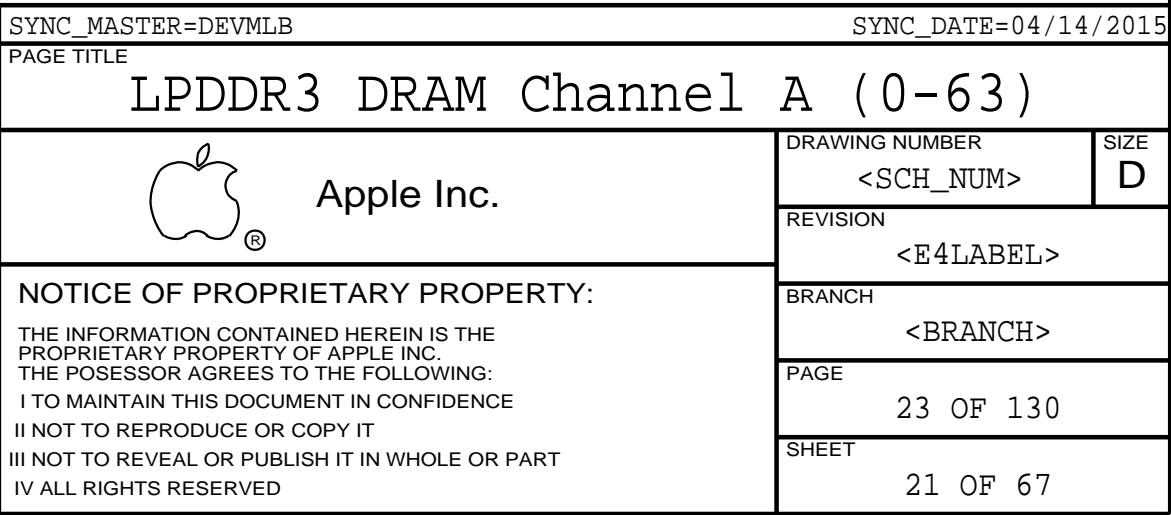 SYNC_MASTER=DEVMLB SYNC_DATE=04/14/2015
PAGE TITLE
LPDDR3 DRAM Channel A (0-63)
Apple Inc.
®
DRAWING NUMBER
<SCH_NUM>
SIZE
D
REVISION
<E4LABEL>
NOTICE OF PROPRIETARY PROPERTY:
THE INFORMATION CONTAINED HEREIN IS THE
PROPRIETARY PROPERTY OF APPLE INC.
THE POSESSOR AGREES TO THE FOLLOWING:
I TO MAINTAIN THIS DOCUMENT IN CONFIDENCE
II NOT TO REPRODUCE OR COPY IT
III NOT TO REVEAL OR PUBLISH IT IN WHOLE OR PART
IV ALL RIGHTS RESERVED
BRANCH
<BRANCH>
PAGE
23 OF 130
SHEET
21 OF 67